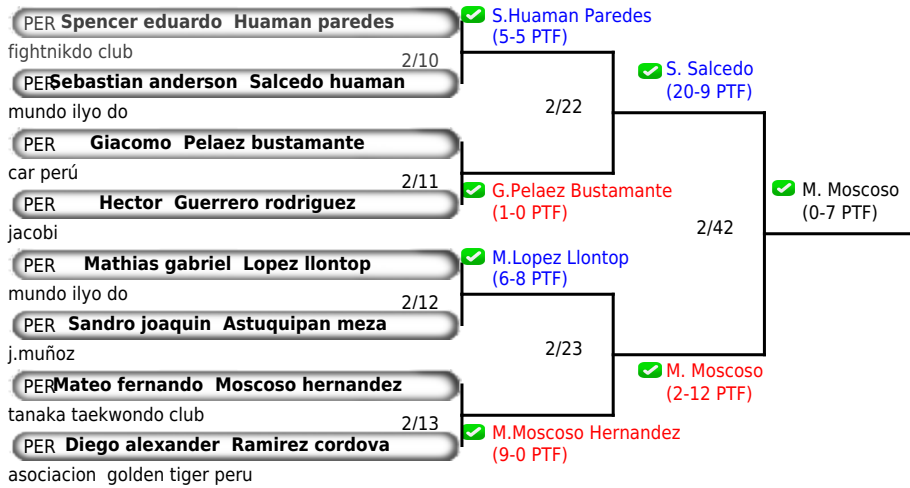 PER Spencer eduardo Huaman paredes
S.Huaman Paredes
(5-5 PTF)
fightnikdo club
2/10
PER Sebastian anderson Salcedo huaman
S. Salcedo
(20-9 PTF)
mundo ilyo do
2/22
PER Giacomo Pelaez bustamante
car perú
2/11
G.Pelaez Bustamante
(1-0 PTF)
M. Moscoso
(0-7 PTF)
PER Hector Guerrero rodriguez
jacobi
2/42
PER Mathias gabriel Lopez llontop
M.Lopez Llontop
(6-8 PTF)
mundo ilyo do
2/12
PER Sandro joaquin Astuquipan meza
j.muñoz
2/23
PER Mateo fernando Moscoso hernandez
M. Moscoso
(2-12 PTF)
tanaka taekwondo club
2/13
M.Moscoso Hernandez
(9-0 PTF)
PER Diego alexander Ramirez cordova
asociacion golden tiger peru